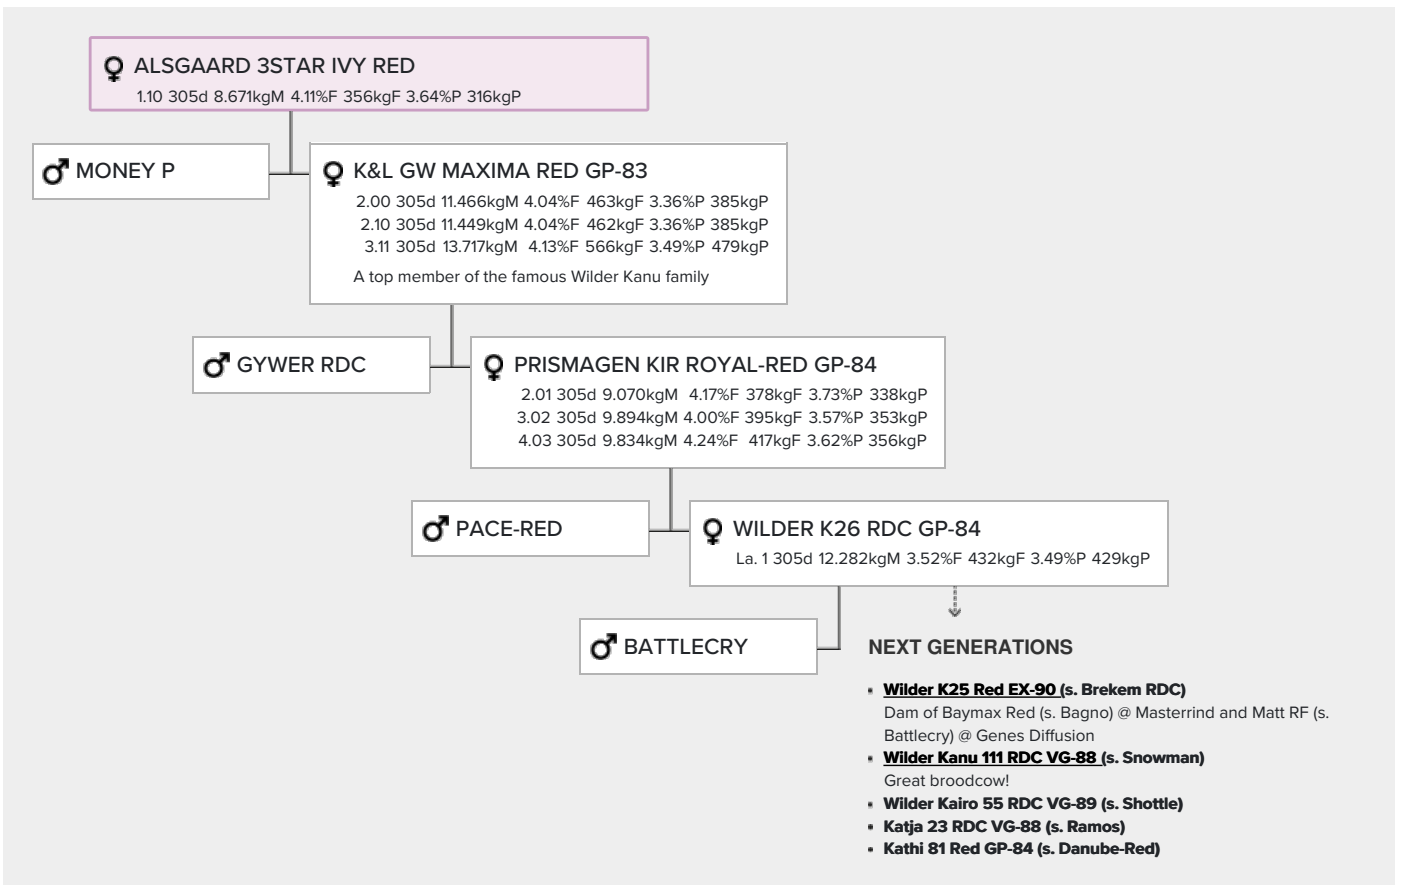 ALSGAARD 3STAR IVY RED
1.10 305d 8.671kgM 4.11%F 356kgF 3.64%P 316kgP
MONEY P
K&L GW MAXIMA RED GP-83
2.00 305d 11.466kgM 4.04%F 463kgF 3.36%P 385kgP
2.10 305d 11.449kgM 4.04%F 462kgF 3.36%P 385kgP
3.11 305d 13.717kgM 4.13%F 566kgF 3.49%P 479kgP
A top member of the famous Wilder Kanu family
GYWER RDC
PRISMAGEN KIR ROYAL-RED GP-84
2.01 305d 9.070kgM 4.17%F 378kgF 3.73%P 338kgP
3.02 305d 9.894kgM 4.00%F 395kgF 3.57%P 353kgP
4.03 305d 9.834kgM 4.24%F 417kgF 3.62%P 356kgP
PACE-RED
WILDER K26 RDC GP-84
La. 1 305d 12.282kgM 3.52%F 432kgF 3.49%P 429kgP
BATTLECRY
NEXT GENERATIONS
• Wilder K25 Red EX-90 (s. Brekem RDC)
Dam of Baymax Red (s. Bagno) @ Masterrind and Matt RF (s.
Battlecry) @ Genes Diffusion
• Wilder Kanu 111 RDC VG-88 (s. Snowman)
Great broodcow!
• Wilder Kairo 55 RDC VG-89 (s. Shottle)
• Katja 23 RDC VG-88 (s. Ramos)
• Kathi 81 Red GP-84 (s. Danube-Red)